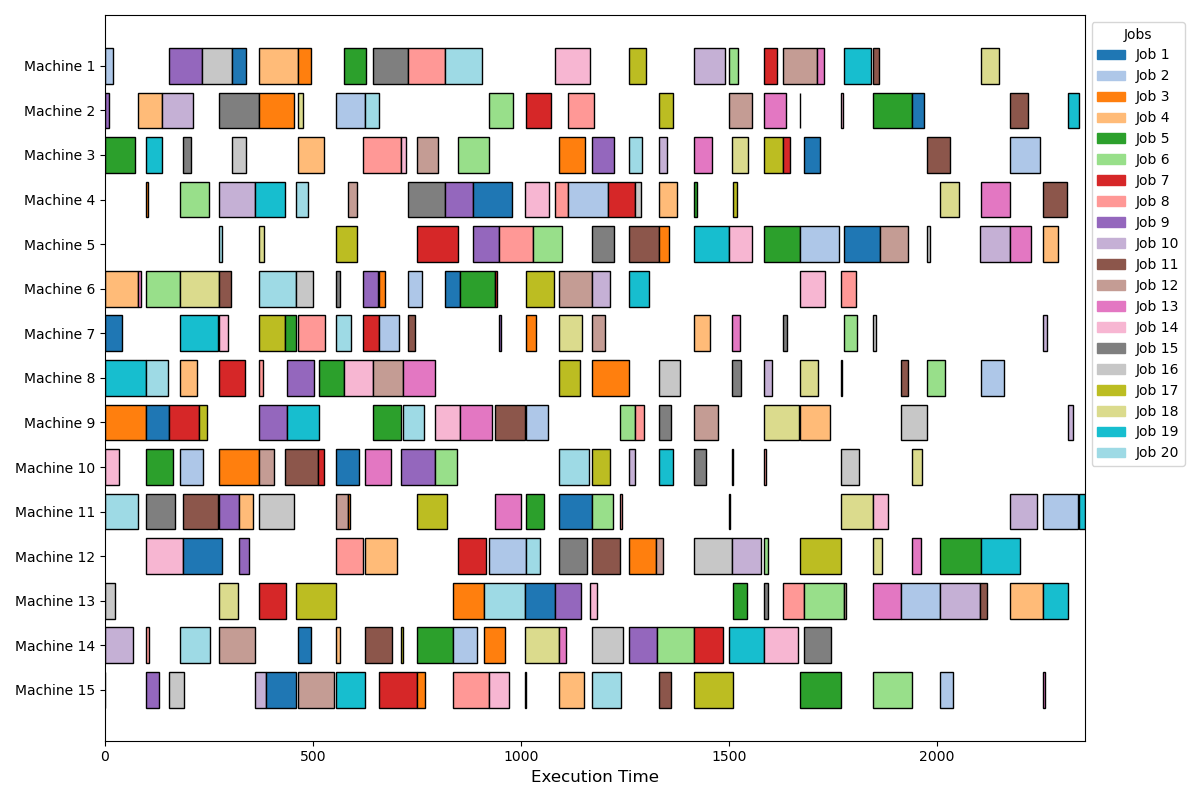 Machine 1
Machine 2
Machine 3
Machine 4
Machine 5
Machine 6
Machine 7
Machine 8
Machine 9
Machine 10
Machine 11
Machine 12
Machine 13
Machine 14
Machine 15
0
500
1000
1500
2000
Execution Time
Jobs
Job 1
Job 2
Job 3
Job 4
Job 5
Job 6
Job 7
Job 8
Job 9
Job 10
Job 11
Job 12
Job 13
Job 14
Job 15
Job 16
Job 17
Job 18
Job 19
Job 20